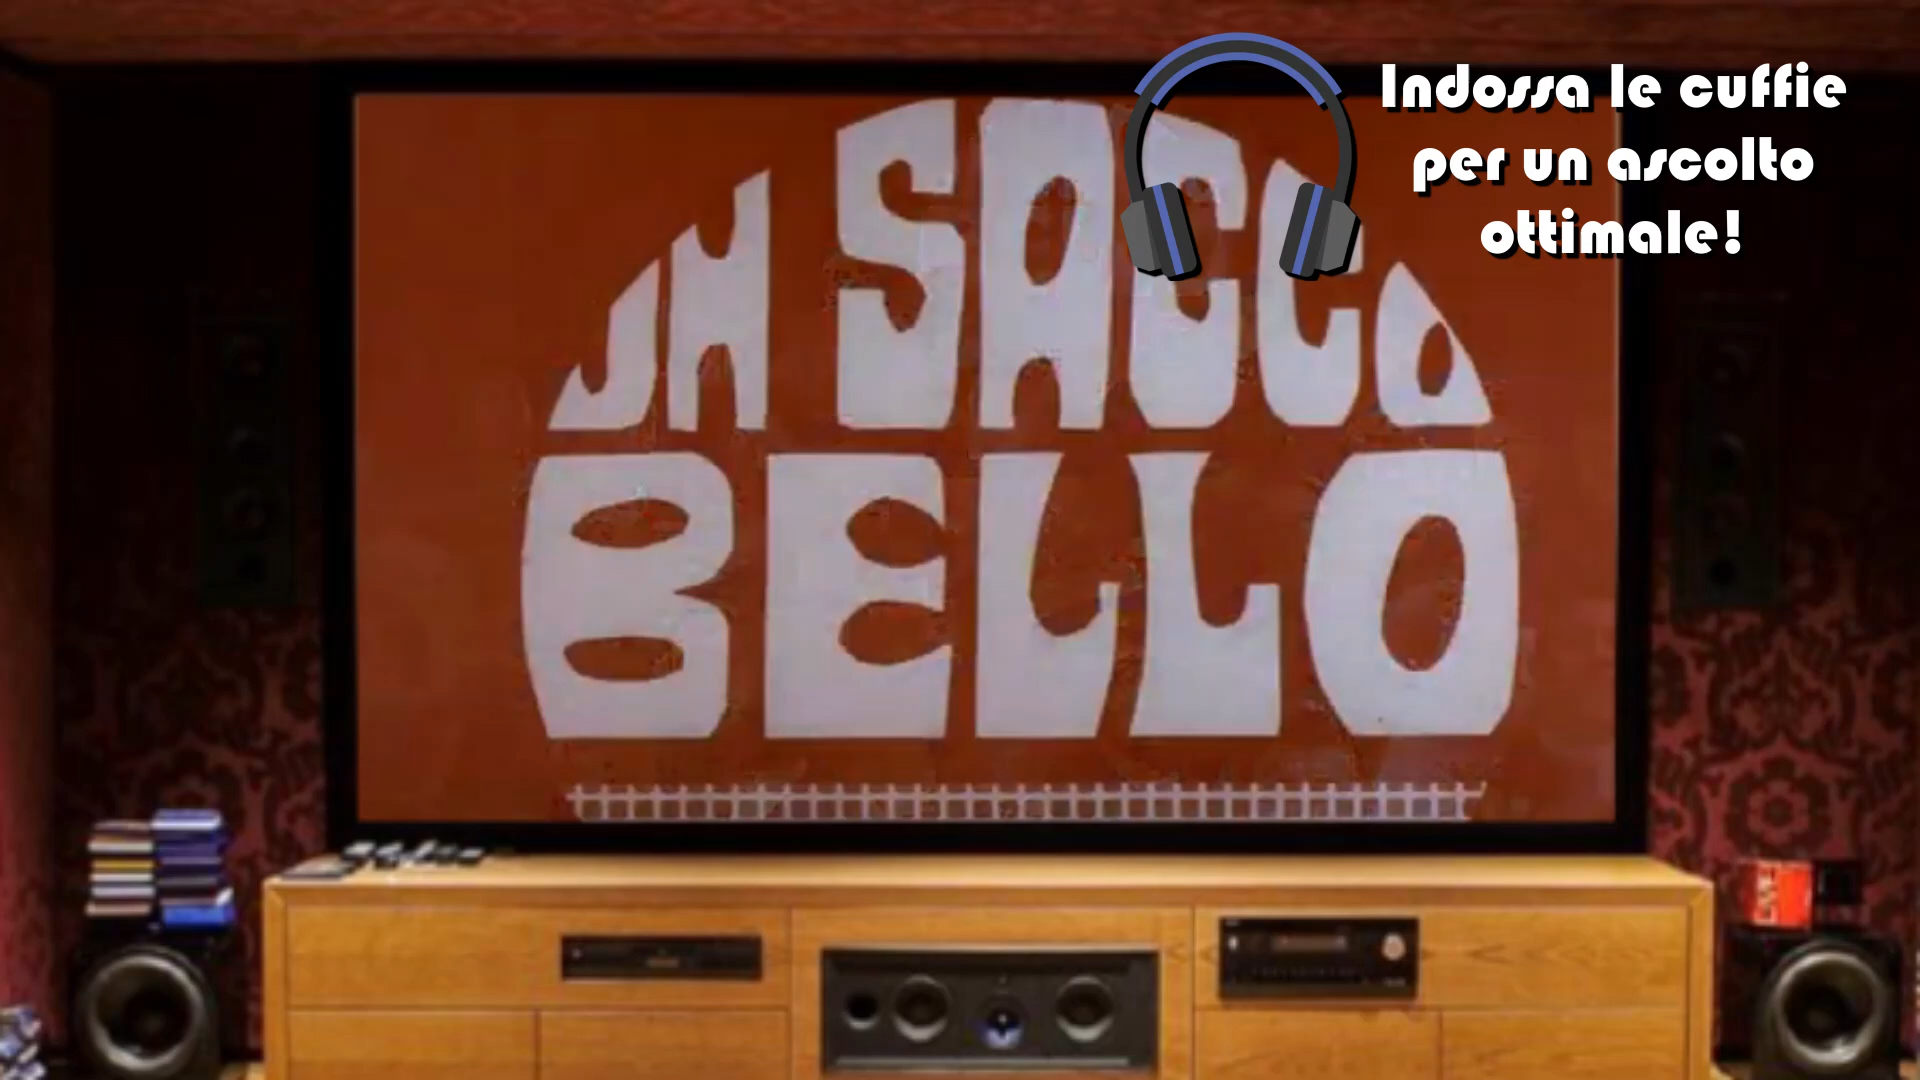 UN SACCO
BELLO
Indossa le cuffie
per un ascolto
ottimale!